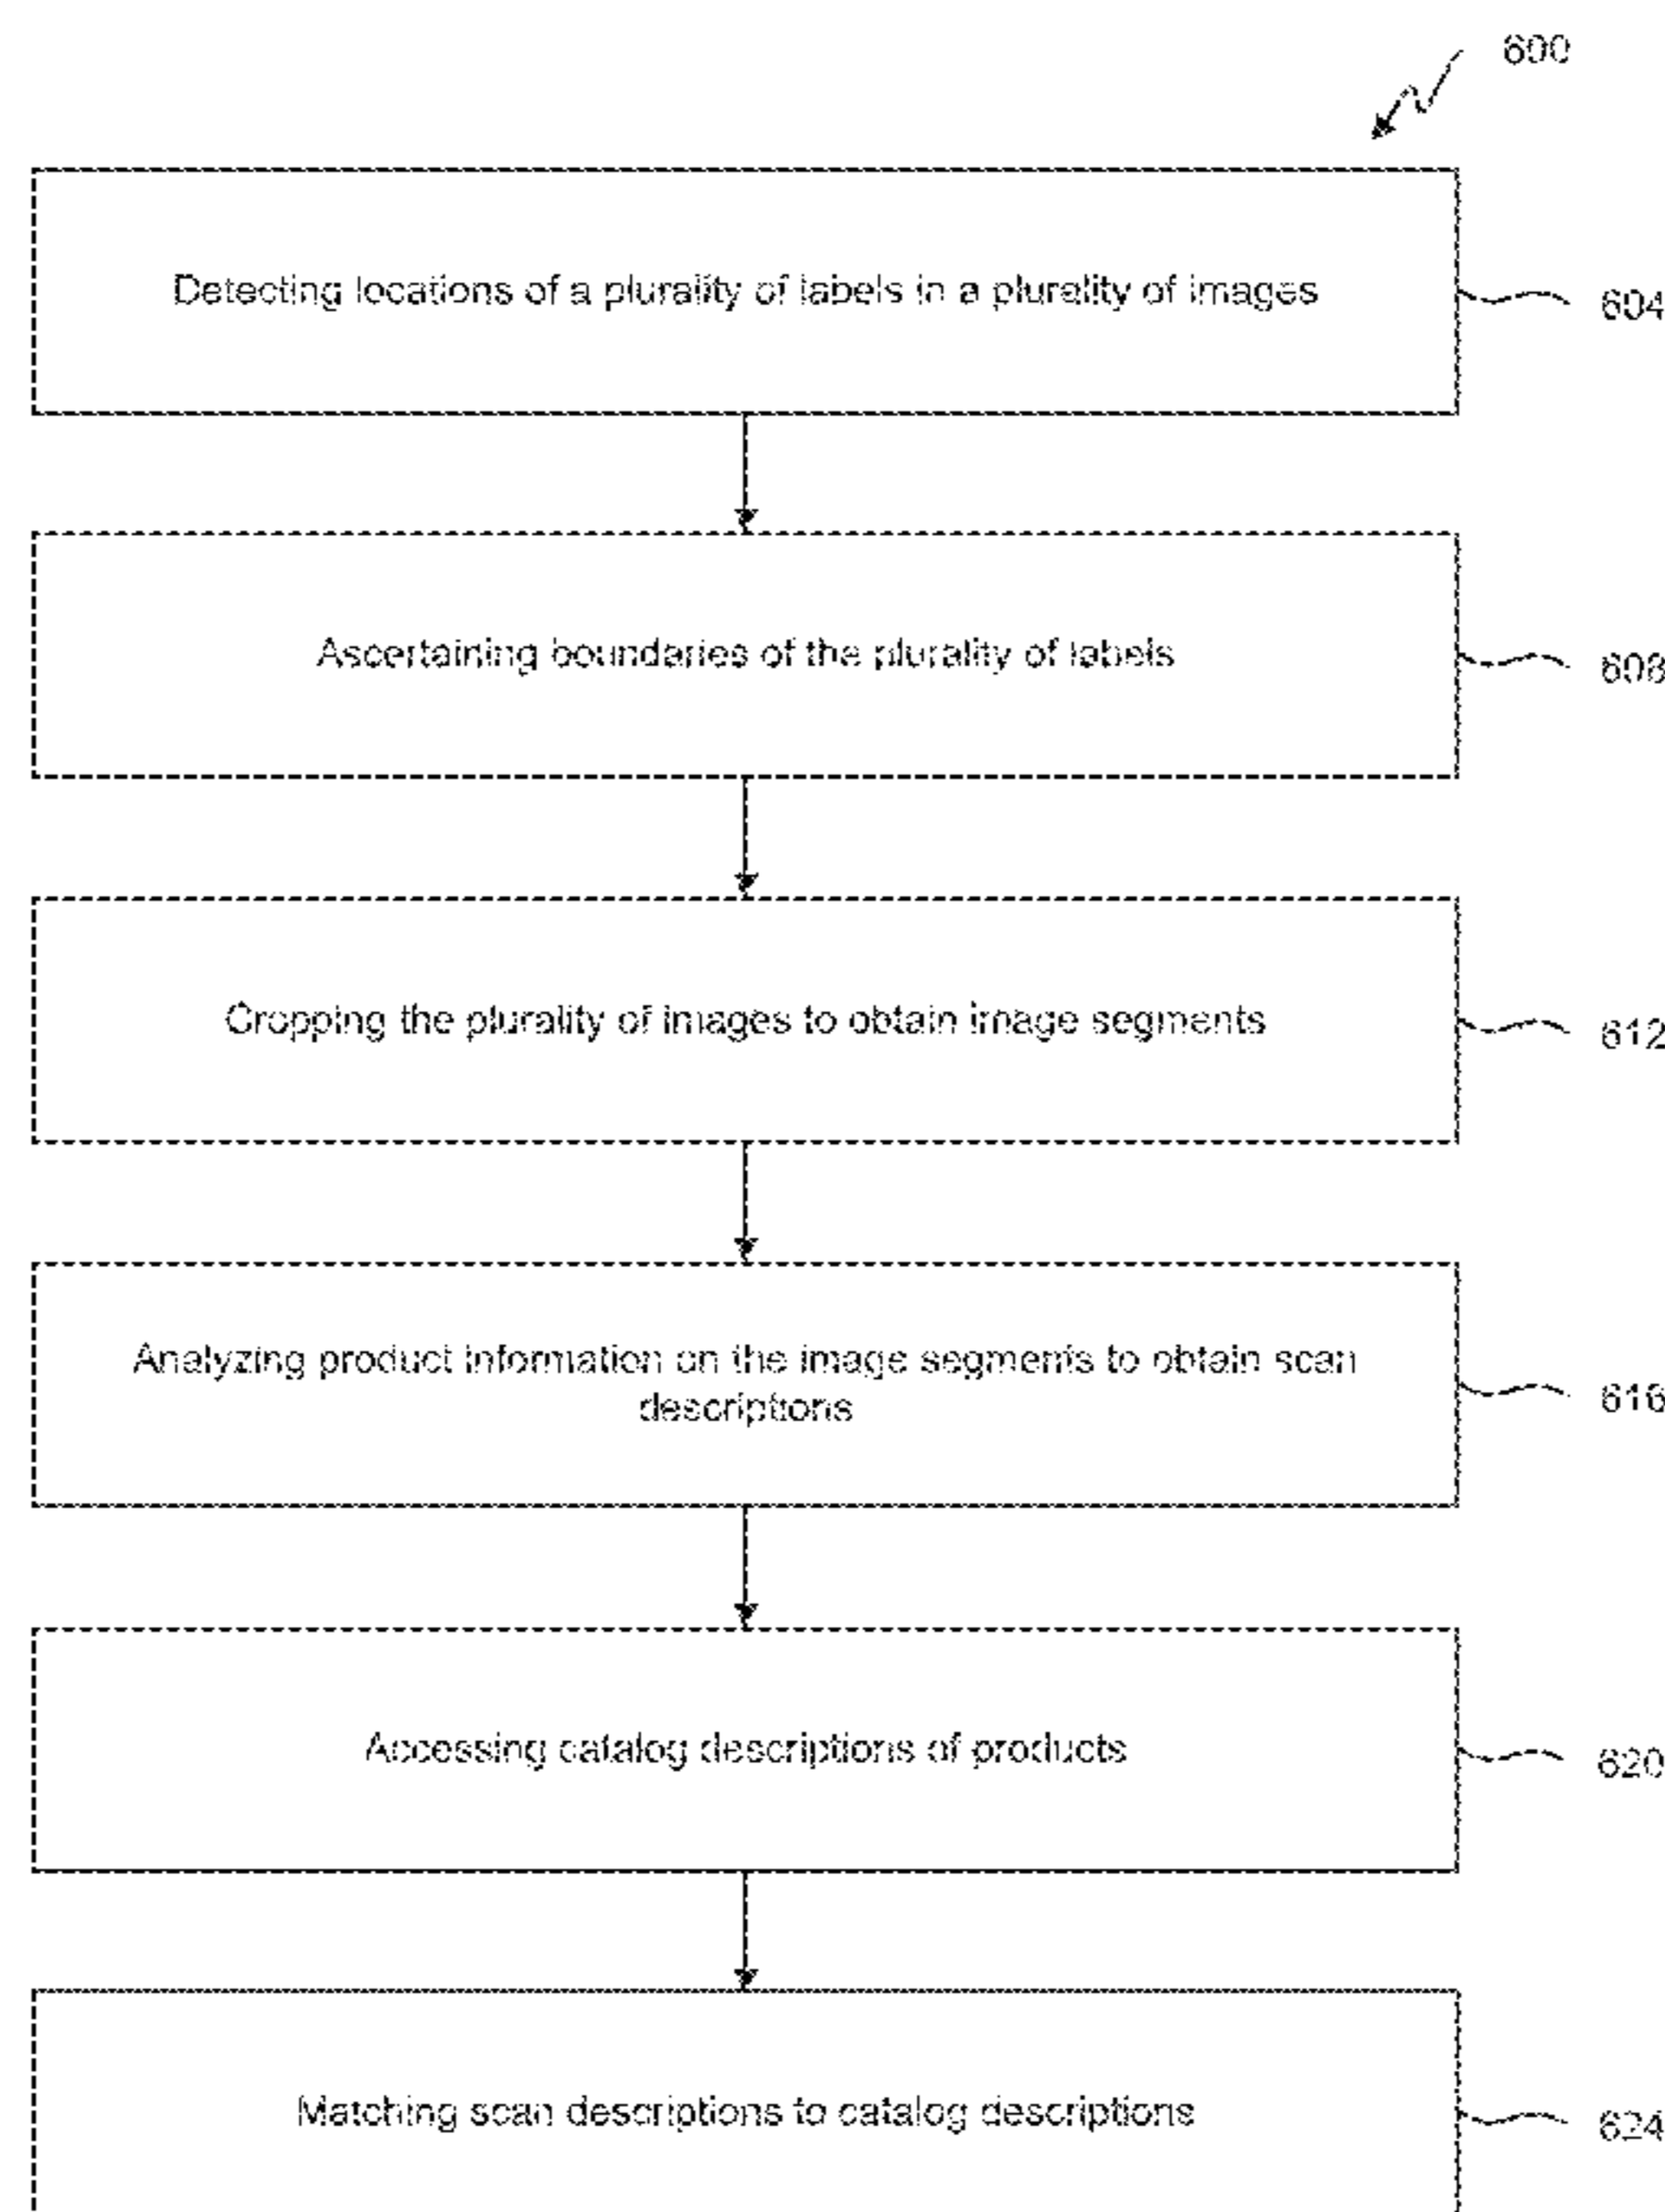 600
Detecting locations of a plurality of labels in a plurality of images
604
Ascertaining boundaries of the plurality of labels
608
Cropping the plurality of images to obtain image segments
612
Analyzing product information on the image segments to obtain scan
descriptions
616
Accessing catalog descriptions of products
620
Matching scan descriptions to catalog descriptions
624